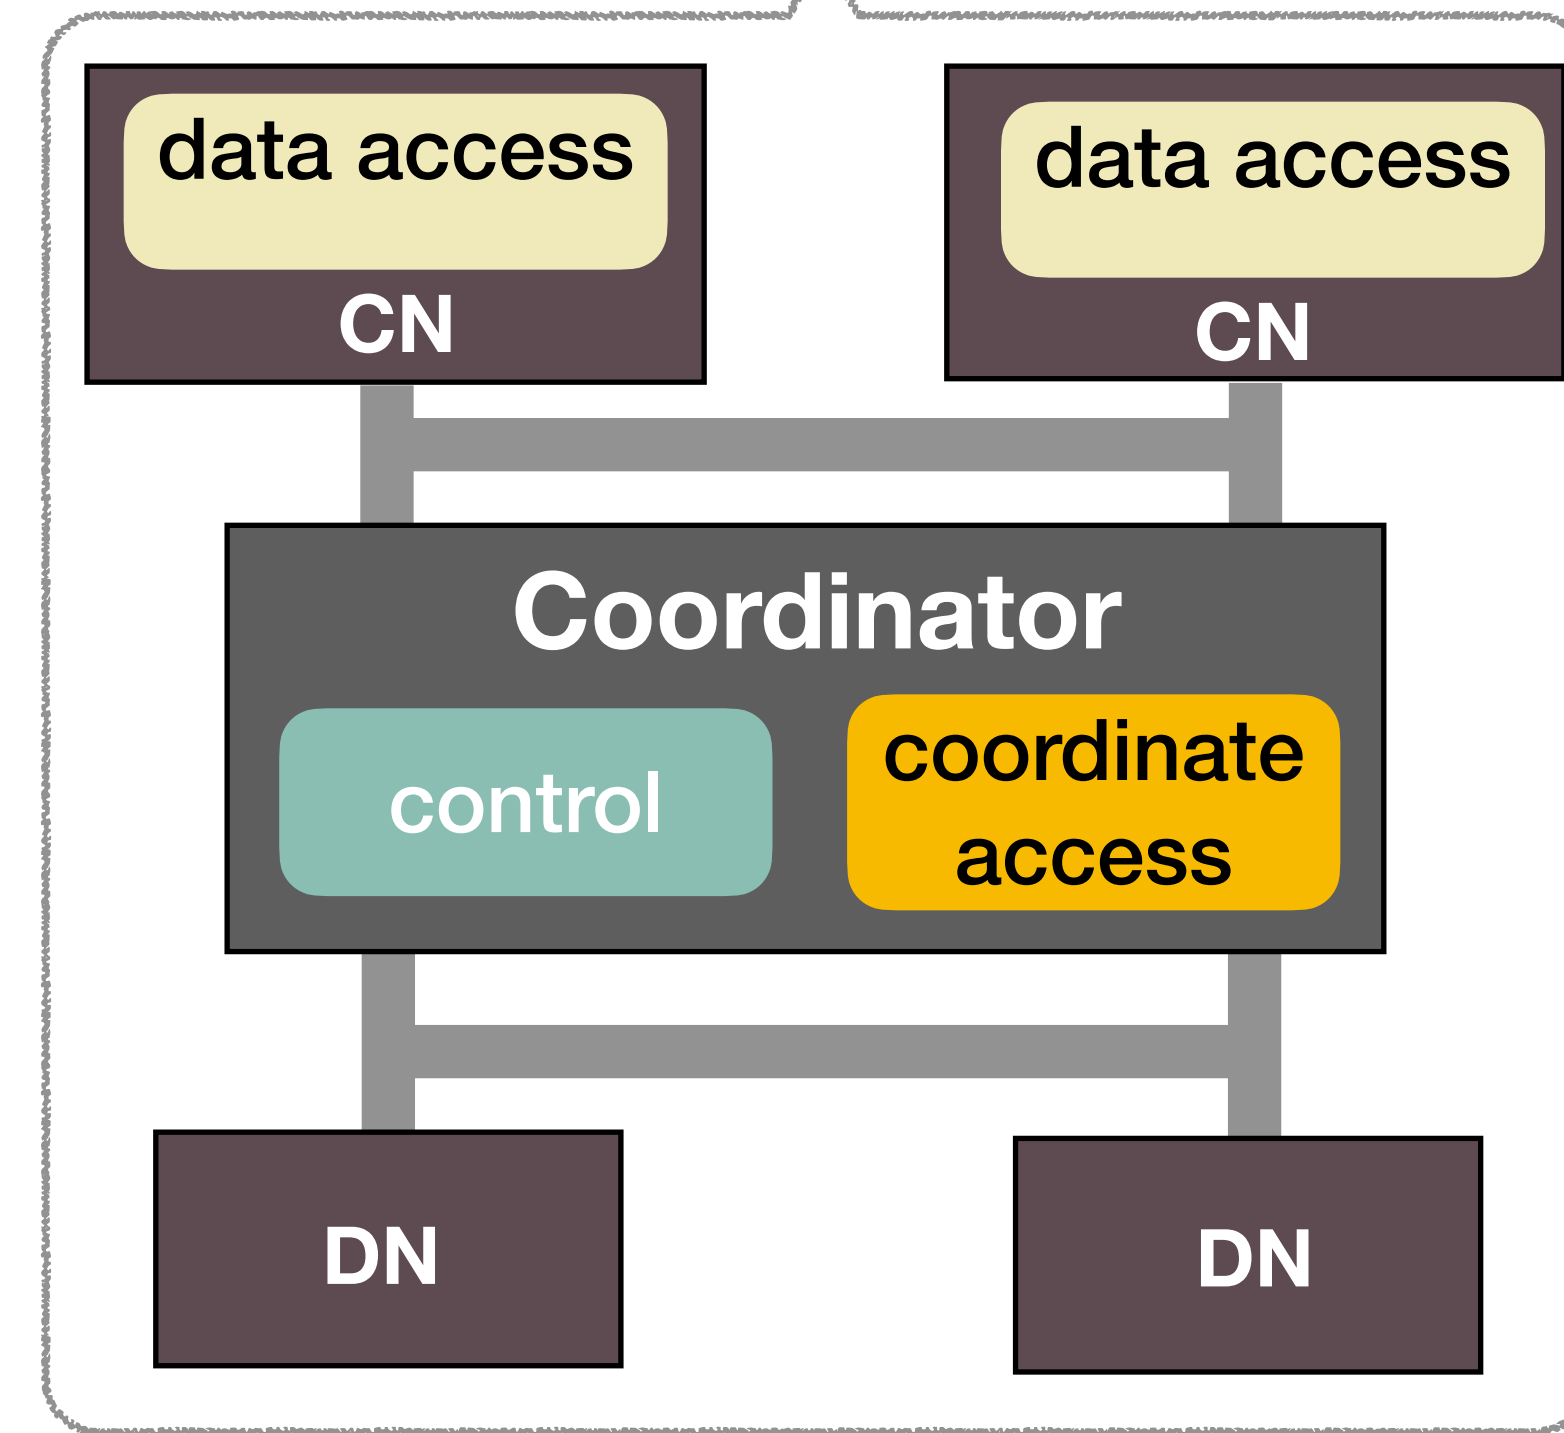 data access
data access
CN
CN
Coordinator
control
coordinate
access
DN
DN